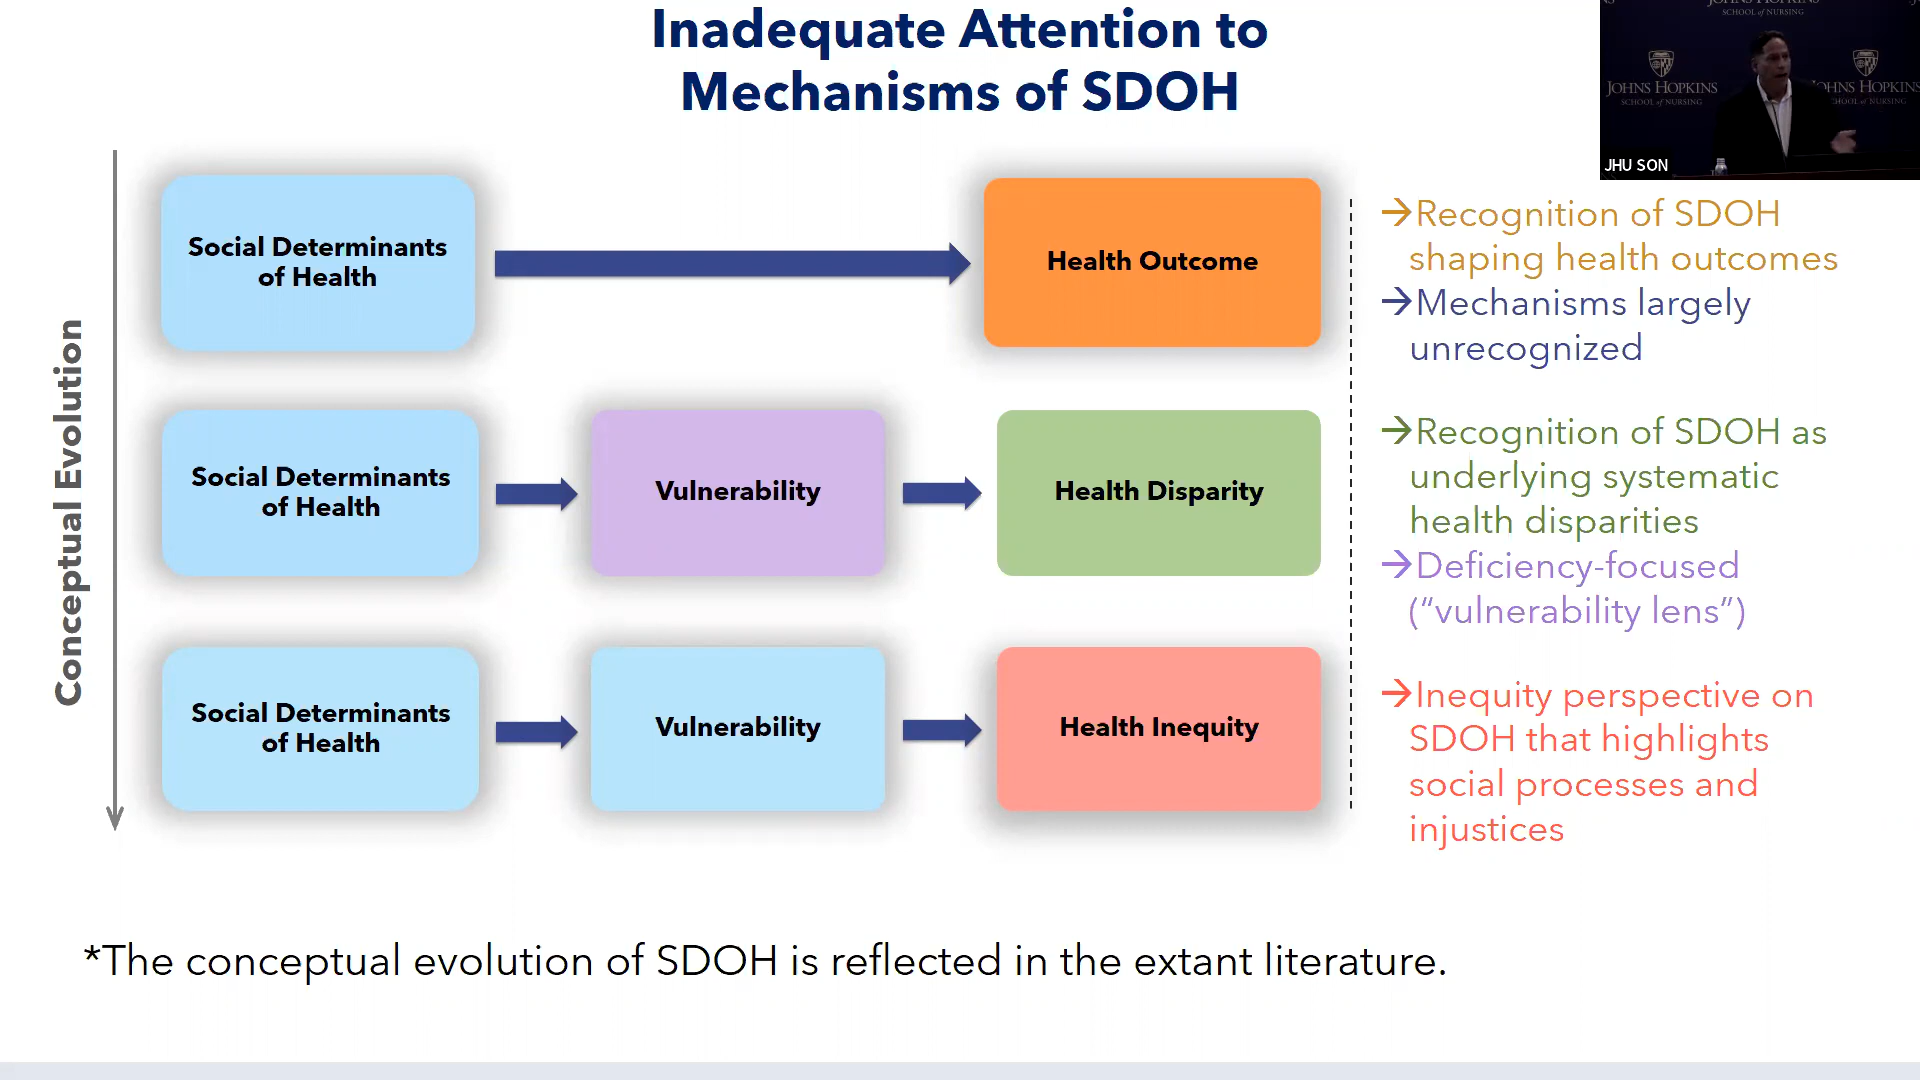 Inadequate Attention to
Mechanisms of SDOH
JOHNS HOPKINS
SCHOOL of NURSING
JOHNS HOPKINS
SCHOOL of NURSING
JOHNS HOPKINS
SCHOOL of NURSING
JHU SON
Conceptual Evolution
Social Determinants
of Health
Health Outcome
→Recognition of SDOH
shaping health outcomes
→Mechanisms largely
unrecognized
Social Determinants
of Health
Vulnerability
Health Disparity
→Recognition of SDOH as
underlying systematic
health disparities
→Deficiency-focused
(“vulnerability lens”)
Social Determinants
of Health
Vulnerability
Health Inequity
→Inequity perspective on
SDOH that highlights
social processes and
injustices
*The conceptual evolution of SDOH is reflected in the extant literature.